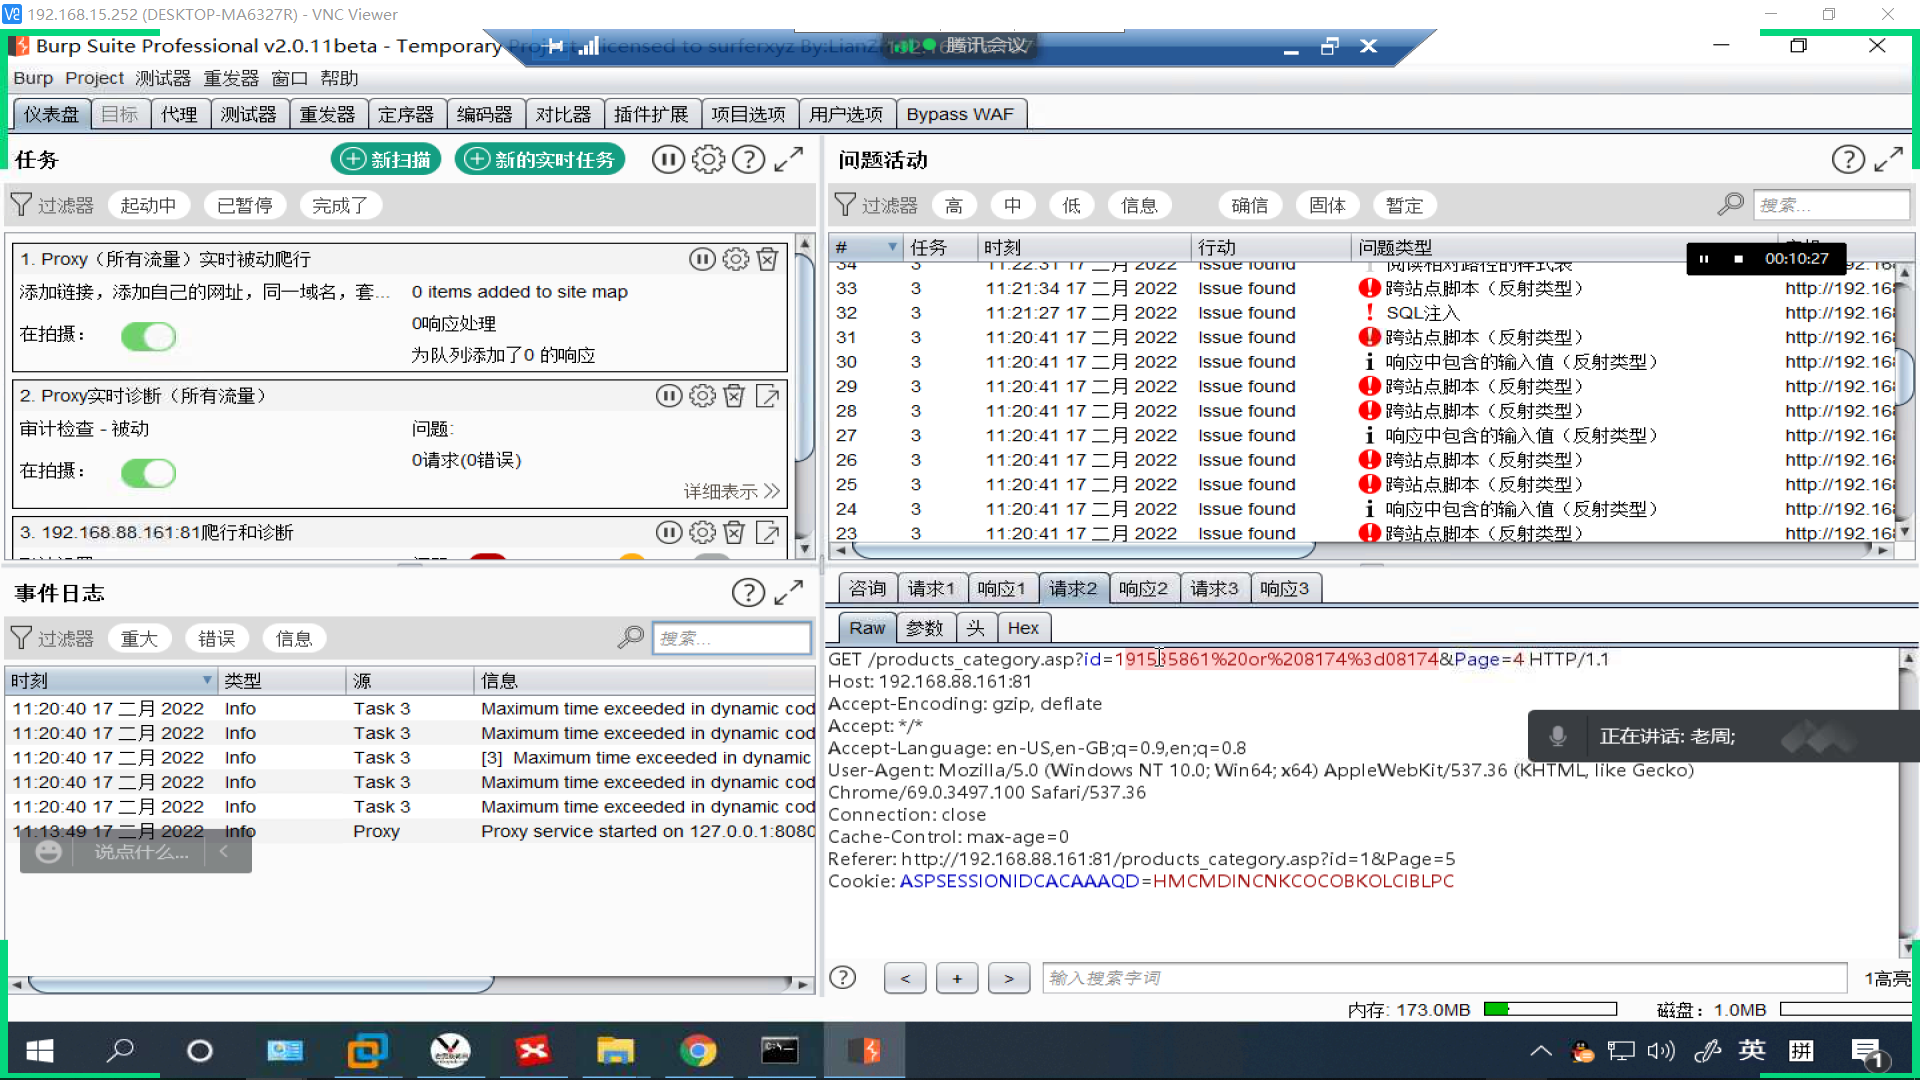 192.168.15.252 (DESKTOP-MA6327R) - VNC Viewer
Burp Suite Professional v2.0.11beta - Temporary Project - licensed to surferxyz By:LianZ
腾讯会议
Burp Project 测试器 重发器 窗口 帮助
仪表盘 目标 代理 测试器 重发器 定序器 编码器 对比器 插件扩展 项目选项 用户选项 Bypass WAF
任务 新扫描 新的实时任务
过滤器 起动中 已暂停 完成了
1. Proxy（所有流量）实时被动爬行
添加链接，添加自己的网址，同一域名，套... 0 items added to site map
0响应处理
在拍摄：
为队列添加了0 的响应
2. Proxy实时诊断（所有流量）
审计检查 - 被动 问题:
0请求(0错误)
在拍摄：
详细表示
3. 192.168.88.161:81爬行和诊断
问题活动
过滤器 高 中 低 信息 确信 固体 暂定 搜索...
# 任务 时刻 行动 问题类型
00:10:27
34 3 11:22:31 17 二月 2022 Issue found 阅读相对路径的样式表
33 3 11:21:34 17 二月 2022 Issue found 跨站点脚本（反射类型） http://192.168
32 3 11:21:27 17 二月 2022 Issue found SQL注入 http://192.168
31 3 11:20:41 17 二月 2022 Issue found 跨站点脚本（反射类型） http://192.168
30 3 11:20:41 17 二月 2022 Issue found 响应中包含的输入值（反射类型） http://192.168
29 3 11:20:41 17 二月 2022 Issue found 跨站点脚本（反射类型） http://192.168
28 3 11:20:41 17 二月 2022 Issue found 跨站点脚本（反射类型） http://192.168
27 3 11:20:41 17 二月 2022 Issue found 响应中包含的输入值（反射类型） http://192.168
26 3 11:20:41 17 二月 2022 Issue found 跨站点脚本（反射类型） http://192.168
25 3 11:20:41 17 二月 2022 Issue found 跨站点脚本（反射类型） http://192.168
24 3 11:20:41 17 二月 2022 Issue found 响应中包含的输入值（反射类型） http://192.168
23 3 11:20:41 17 二月 2022 Issue found 跨站点脚本（反射类型） http://192.168
事件日志
过滤器 重大 错误 信息 搜索...
时刻 类型 源 信息
11:20:40 17 二月 2022 Info Task 3 Maximum time exceeded in dynamic cod
11:20:40 17 二月 2022 Info Task 3 Maximum time exceeded in dynamic cod
11:20:40 17 二月 2022 Info Task 3 [3] Maximum time exceeded in dynamic
11:20:40 17 二月 2022 Info Task 3 Maximum time exceeded in dynamic cod
11:20:40 17 二月 2022 Info Task 3 Maximum time exceeded in dynamic cod
11:13:49 17 二月 2022 Info Proxy Proxy service started on 127.0.0.1:8080
说点什么...
咨询 请求1 响应1 请求2 响应2 请求3 响应3
Raw 参数 头 Hex
GET /products_category.asp?id=191535861%20or%208174%3d08174&Page=4 HTTP/1.1
Host: 192.168.88.161:81
Accept-Encoding: gzip, deflate
Accept: */*
Accept-Language: en-US,en-GB;q=0.9,en;q=0.8
User-Agent: Mozilla/5.0 (Windows NT 10.0; Win64; x64) AppleWebKit/537.36 (KHTML, like Gecko)
Chrome/69.0.3497.100 Safari/537.36
Connection: close
Cache-Control: max-age=0
Referer: http://192.168.88.161:81/products_category.asp?id=1&Page=5
Cookie: ASPSESSIONIDCACAAAQD=HMCMDINCNKCOCOBKOLCIBLPC
正在讲话: 老周;
< + > 输入搜索字词 1高亮
内存: 173.0MB 磁盘：1.0MB
英 拼 1